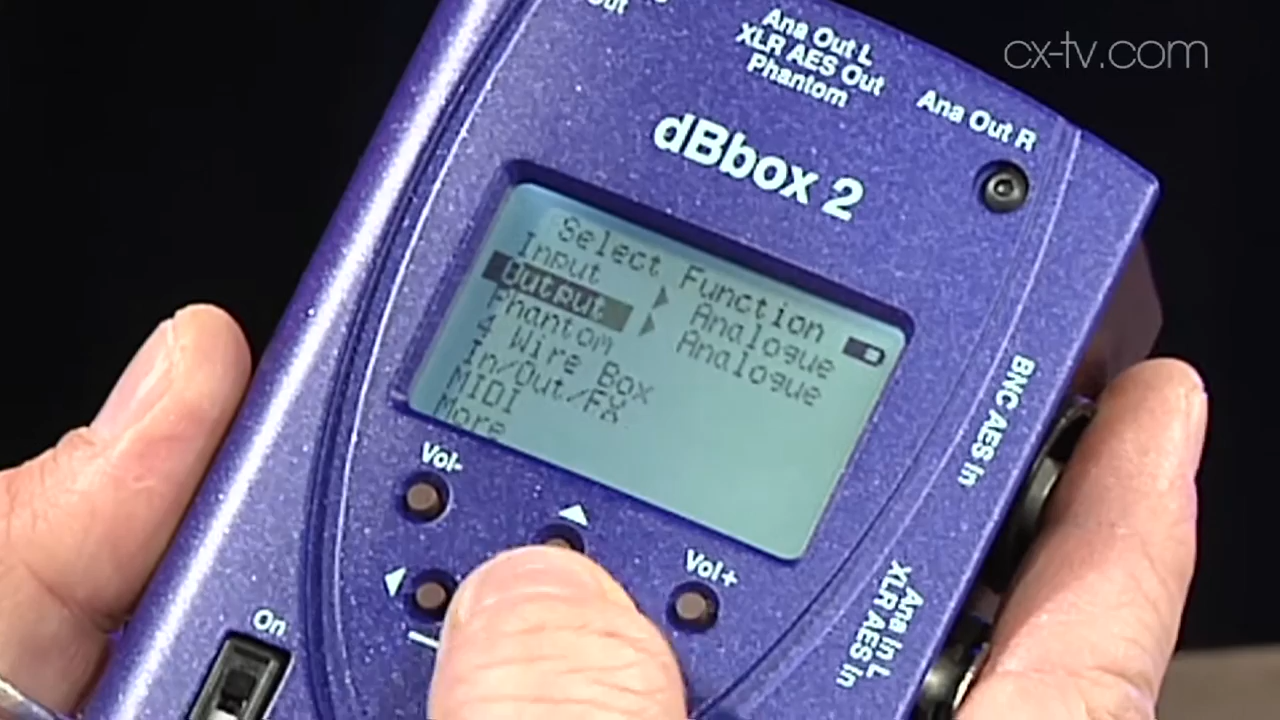 Out
Ana Out L
XLR AES Out
Phantom
Ana Out R
cx-tv.com
dBbox 2
Select Function
Input ▶ Analogue
Output ▶ Analogue
Phantom
4 Wire Box
In/Out/FX
MIDI
More
Vol-
Vol+
On
BNC AES In
Ana In L
XLR AES In